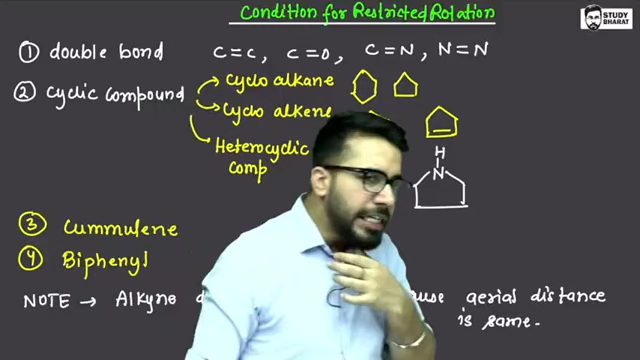 Condition for Restricted Rotation
STUDY
BHARAT
① double bond C=C, C=O, C=N, N=N
② Cyclic Compound
Cyclo alkane
Cyclo alkene
Heterocyclic
comp
H
N
③ Cummulene
④ Biphenyl
NOTE → Alkyne aerial distance
is same.